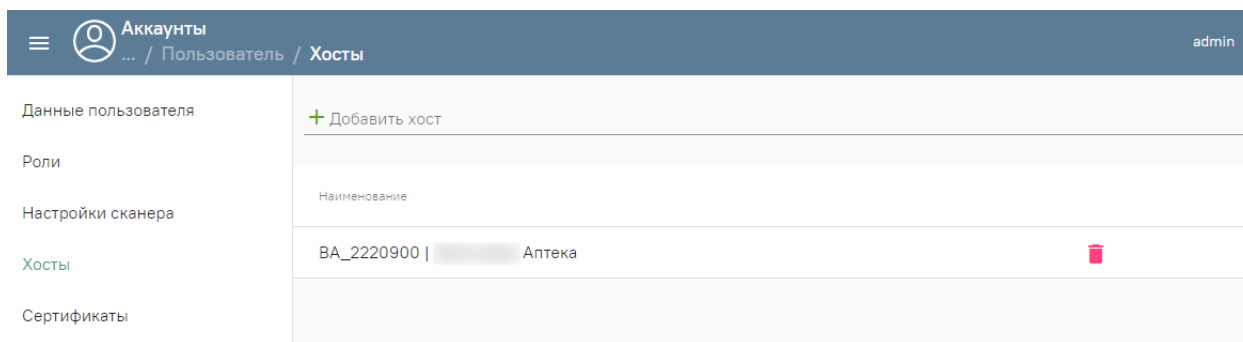 Аккаунты
... / Пользователь / Хосты
admin
Данные пользователя
Роли
Настройки сканера
Хосты
Сертификаты
+ Добавить хост
Наименование
BA_2220900 | Аптека